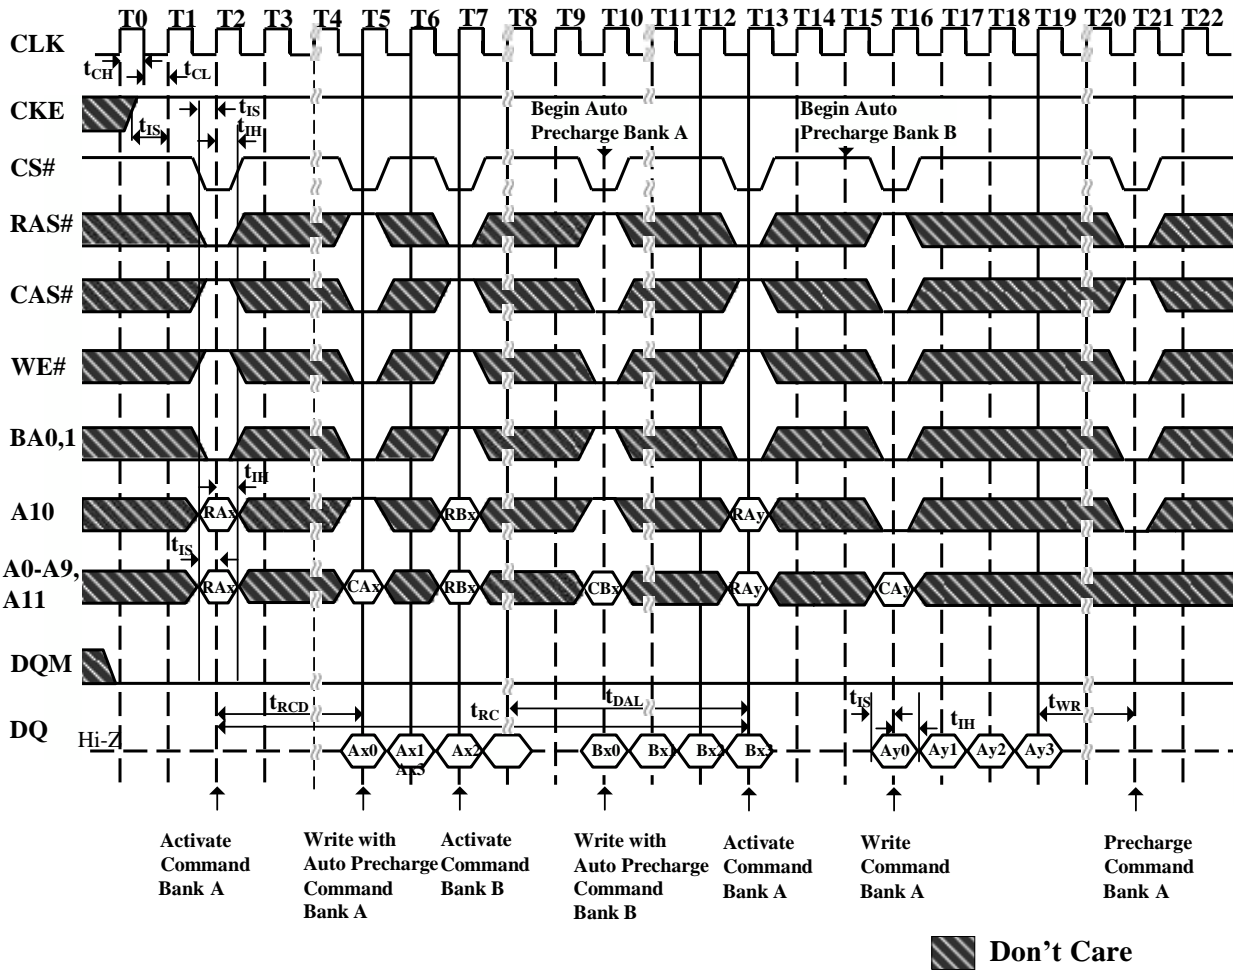 T0 T1 T2 T3 T4 T5 T6 T7 T8 T9 T10 T11 T12 T13 T14 T15 T16 T17 T18 T19 T20 T21 T22
CLK
tCH tCL
CKE
tIS
tIS
tIH
Begin Auto
Precharge Bank A
Begin Auto
Precharge Bank B
CS#
RAS#
CAS#
WE#
BA0,1
tIH
A10
RAx RBx RAy
tIS
A0-A9,
A11
RAx CAx RBx CBx RAy CAy
DQM
tRCD
tRC
tDAL
tIS
tIH
tWR
DQ
Hi-Z
Ax0 Ax1 Ax2 Bx0 Bx1 Bx2 Bx3 Ay0 Ay1 Ay2 Ay3
Ax3
Activate
Command
Bank A
Write with
Auto Precharge
Command
Bank A
Activate
Command
Bank B
Write with
Auto Precharge
Command
Bank B
Activate
Command
Bank A
Write
Command
Bank A
Precharge
Command
Bank A
Don't Care